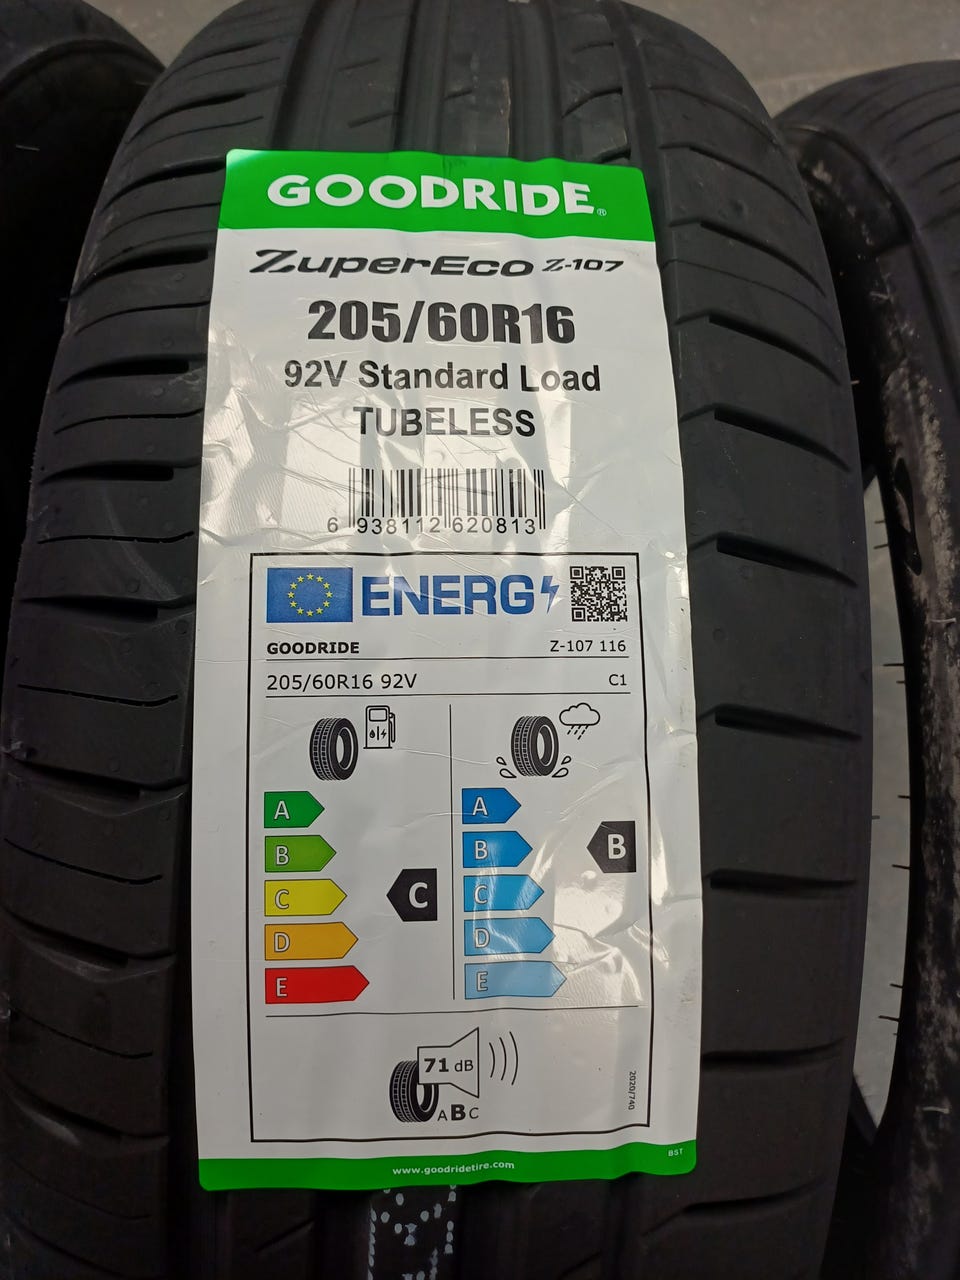 GOODRIDE®
ZuperEco Z-107
205/60R16
92V Standard Load
TUBELESS
6 938112 620813
ENERG
GOODRIDE Z-107 116
205/60R16 92V C1
A A
B B B
C C C
D D
E E
71 dB
ABC
2020/740
BST
www.goodridetire.com